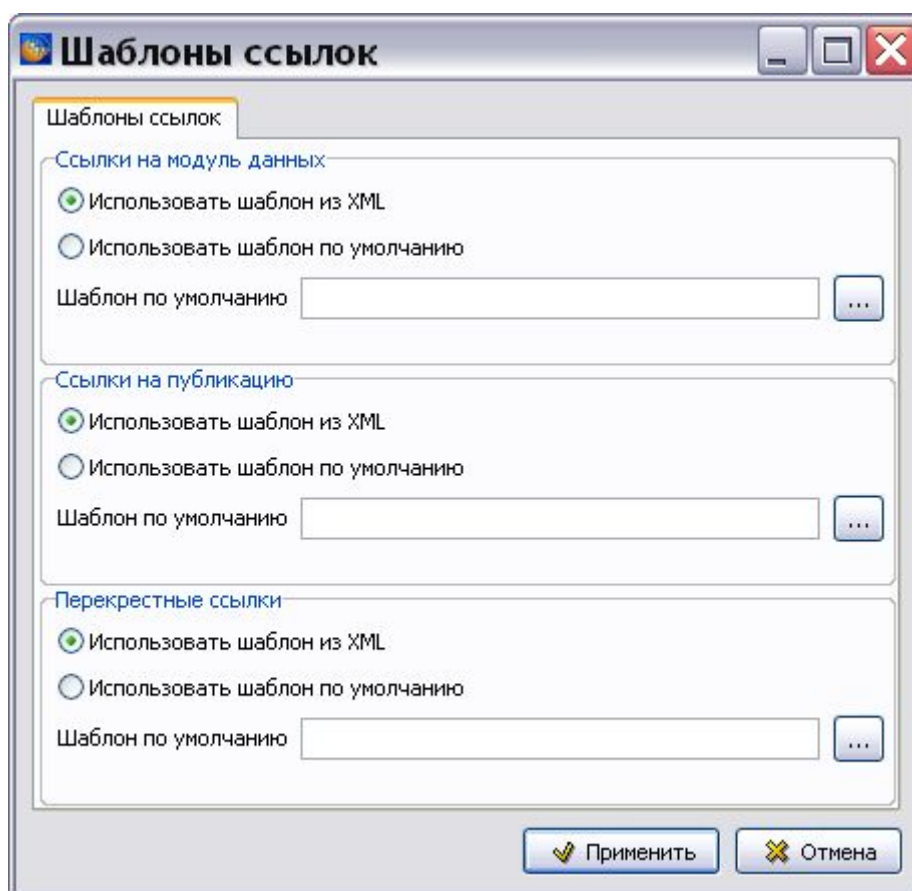 Шаблоны ссылок
Шаблоны ссылок
Ссылки на модуль данных
Использовать шаблон из XML
Использовать шаблон по умолчанию
Шаблон по умолчанию ...
Ссылки на публикацию
Использовать шаблон из XML
Использовать шаблон по умолчанию
Шаблон по умолчанию ...
Перекрестные ссылки
Использовать шаблон из XML
Использовать шаблон по умолчанию
Шаблон по умолчанию ...
Применить Отмена